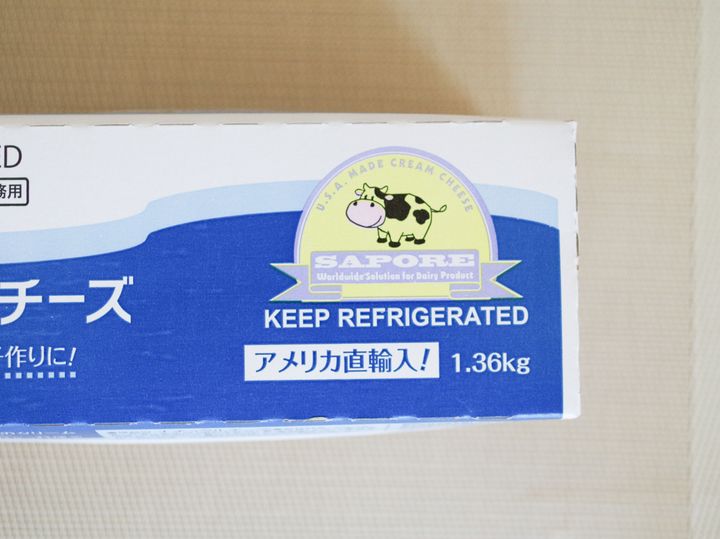 ED
務用
U.S.A. MADE CREAM CHEESE
SAPORE
Worldwide Solution for Dairy Product
チーズ
KEEP REFRIGERATED
作りに!
アメリカ直輸入!
1.36kg